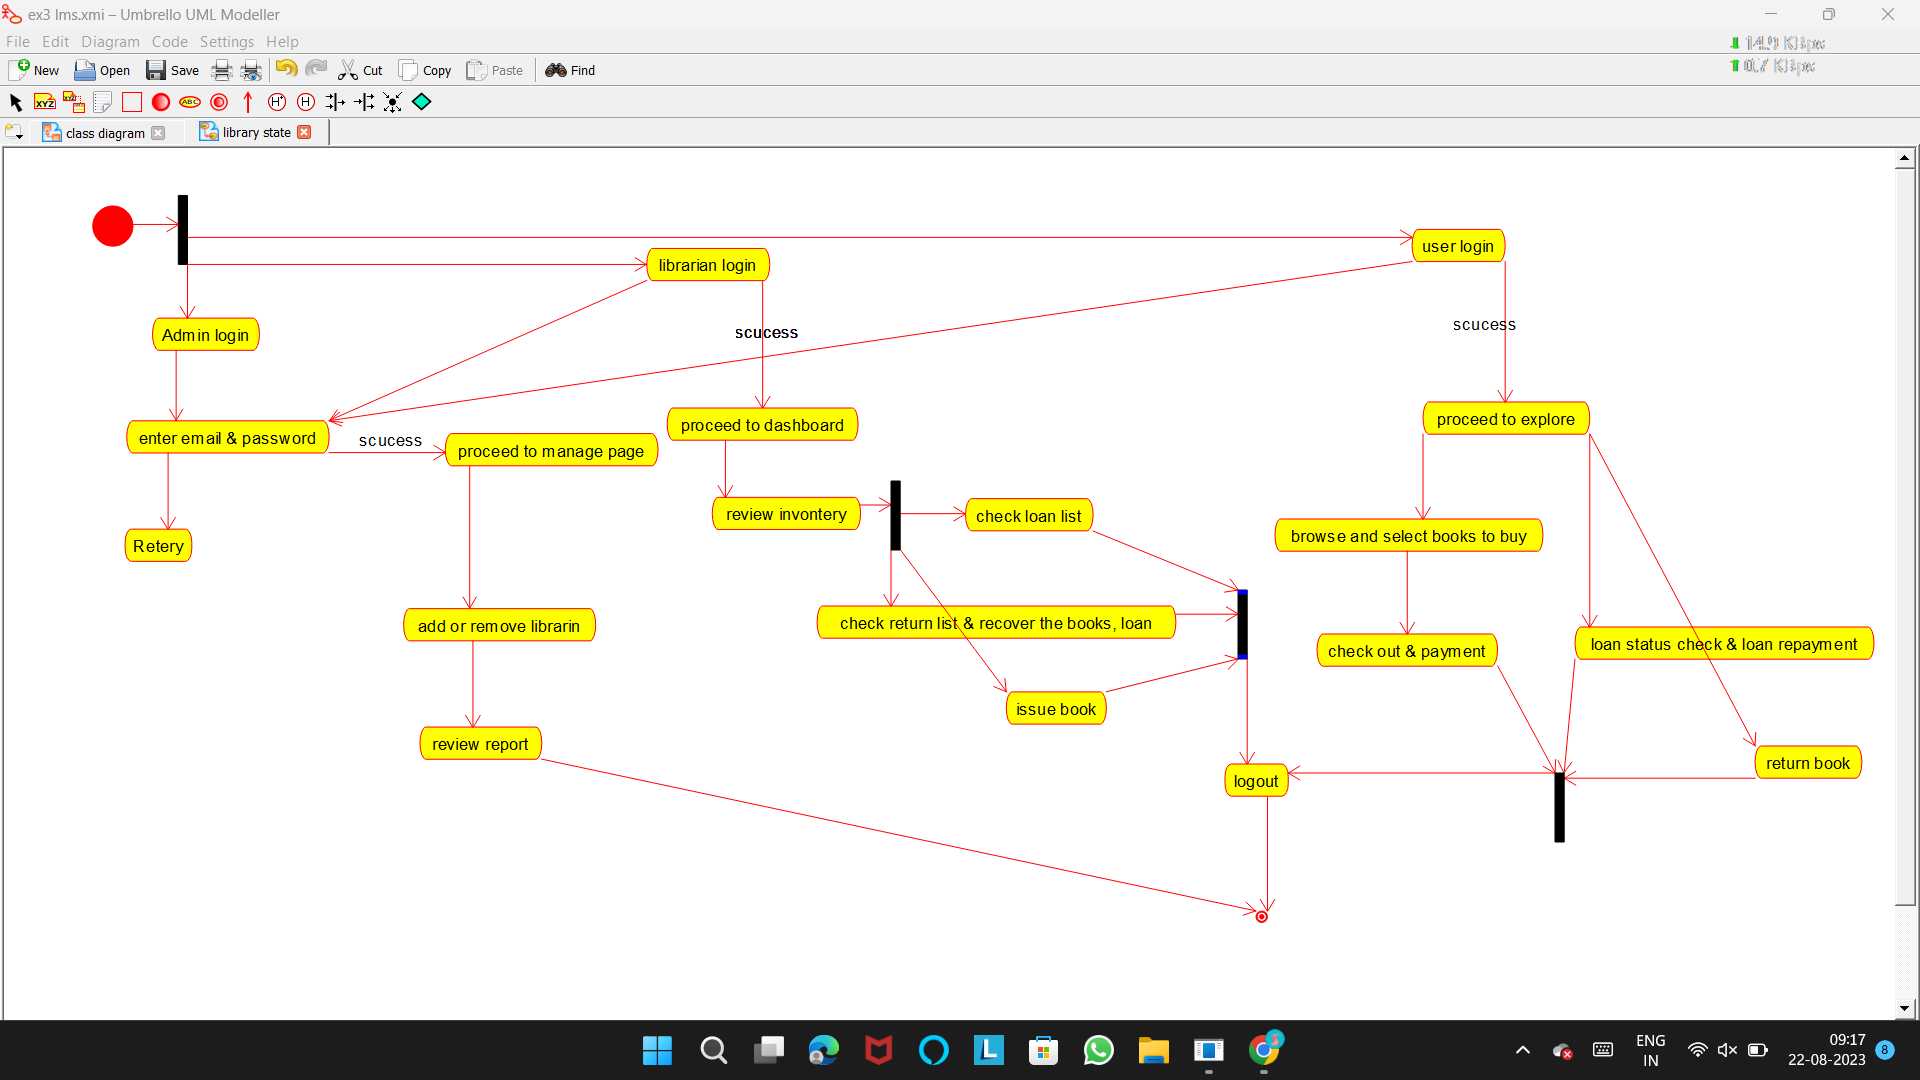 ex3 lms.xmi – Umbrello UML Modeller
File Edit Diagram Code Settings Help
14.9 KBps
0.7 KBps
New Open Save Cut Copy Paste Find
XYZ XYZ ABC H* H
class diagram library state
user login
librarian login
scucess
scucess
Admin login
proceed to explore
proceed to dashboard
enter email & password
scucess
proceed to manage page
review invontery
check loan list
browse and select books to buy
Retery
check return list & recover the books, loan
add or remove librarin
check out & payment
loan status check & loan repayment
issue book
review report
return book
logout
L
3
ENG
IN
09:17
22-08-2023
8